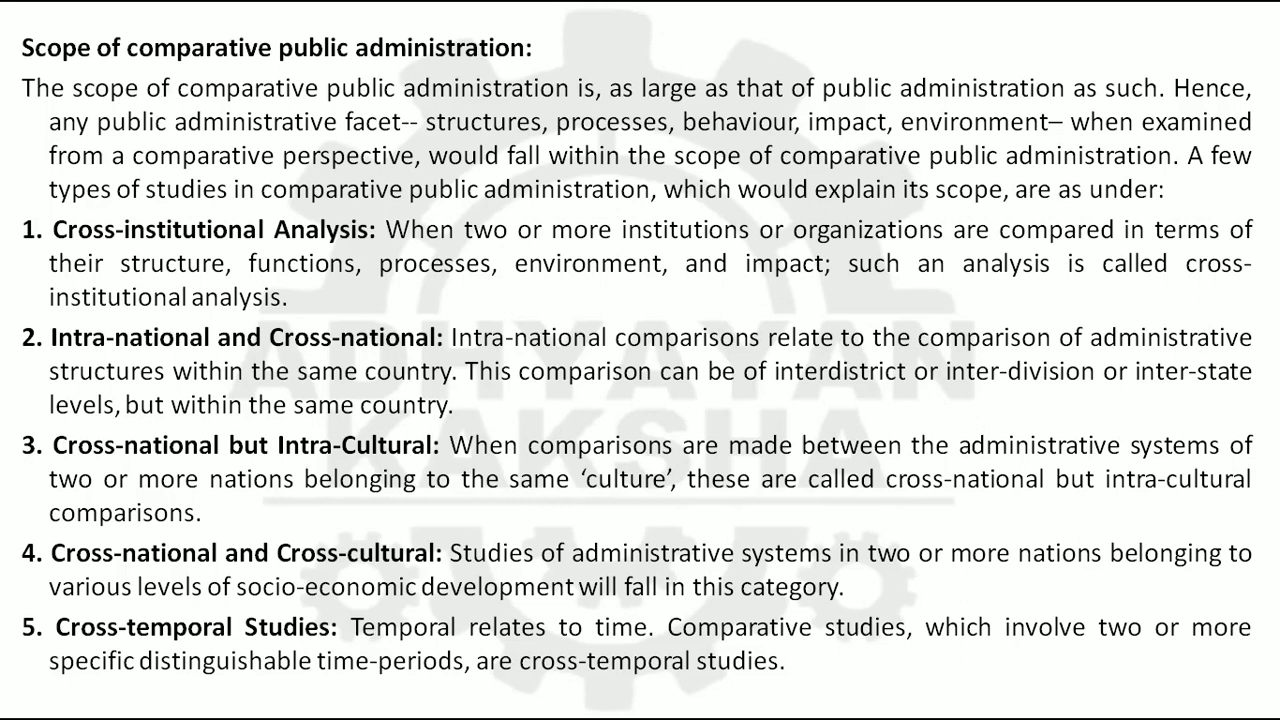 Scope of comparative public administration:
The scope of comparative public administration is, as large as that of public administration as such. Hence,
any public administrative facet-- structures, processes, behaviour, impact, environment– when examined
from a comparative perspective, would fall within the scope of comparative public administration. A few
types of studies in comparative public administration, which would explain its scope, are as under:
1. Cross-institutional Analysis: When two or more institutions or organizations are compared in terms of
their structure, functions, processes, environment, and impact; such an analysis is called cross-
institutional analysis.
2. Intra-national and Cross-national: Intra-national comparisons relate to the comparison of administrative
structures within the same country. This comparison can be of interdistrict or inter-division or inter-state
levels, but within the same country.
3. Cross-national but Intra-Cultural: When comparisons are made between the administrative systems of
two or more nations belonging to the same ‘culture’, these are called cross-national but intra-cultural
comparisons.
4. Cross-national and Cross-cultural: Studies of administrative systems in two or more nations belonging to
various levels of socio-economic development will fall in this category.
5. Cross-temporal Studies: Temporal relates to time. Comparative studies, which involve two or more
specific distinguishable time-periods, are cross-temporal studies.
ADHYAYAN
KAKSHA